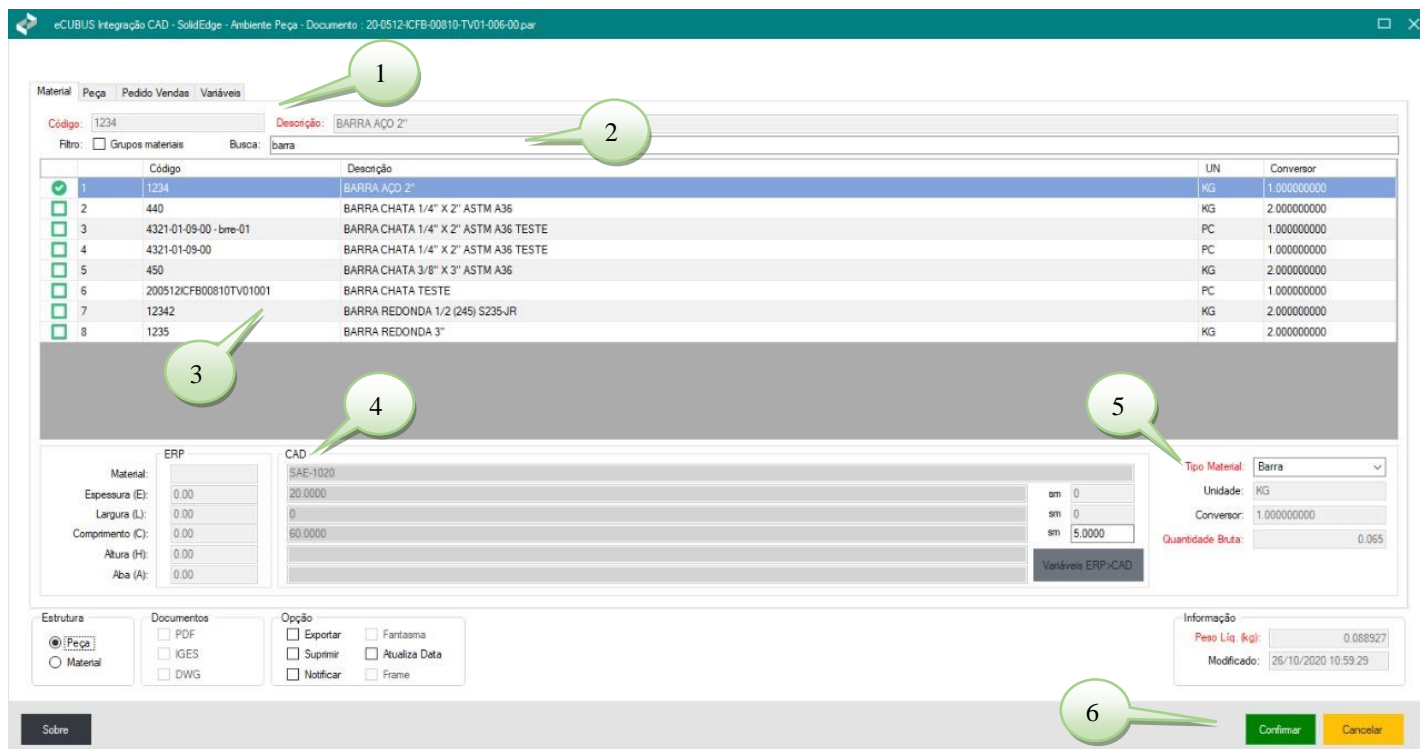 eCUBUS Integração CAD - SolidEdge - Ambiente Peça - Documento : 20-0512-ICFB-00810-TV01-006-00.par
1
Material Peça Pedido Vendas Variáveis
Código: 1234 Descrição: BARRA AÇO 2"
2
Filtro: Grupos materiais Busca: barra
Código Descrição UN Conversor
1 1234 BARRA AÇO 2" KG 1.000000000
2 440 BARRA CHATA 1/4" X 2" ASTM A36 KG 2.000000000
3 4321-01-09-00 - brre-01 BARRA CHATA 1/4" X 2" ASTM A36 TESTE PC 1.000000000
4 4321-01-09-00 BARRA CHATA 1/4" X 2" ASTM A36 TESTE PC 1.000000000
5 450 BARRA CHATA 3/8" X 3" ASTM A36 KG 2.000000000
6 200512ICFB00810TV01001 BARRA CHATA TESTE PC 1.000000000
7 12342 BARRA REDONDA 1/2 (245) S235-JR KG 2.000000000
8 1235 BARRA REDONDA 3" KG 2.000000000
3
4
5
ERP CAD
Material: SAE-1020 Tipo Material: Barra
Espessura (E): 0.00 20.0000 sm 0 Unidade: KG
Largura (L): 0.00 0 sm 0 Conversor: 1.000000000
Comprimento (C): 0.00 60.0000 sm 5.0000 Quantidade Bruta: 0.065
Altura (H): 0.00 Variáveis ERP>CAD
Aba (A): 0.00
Estrutura Documentos Opção Informação
Peça PDF Exportar Fantasma Peso Líq. (kg): 0.088927
Material IGES Suprimir Atualiza Data Modificado: 26/10/2020 10:59:29
DWG Notificar Frame
6
Sobre Confirmar Cancelar